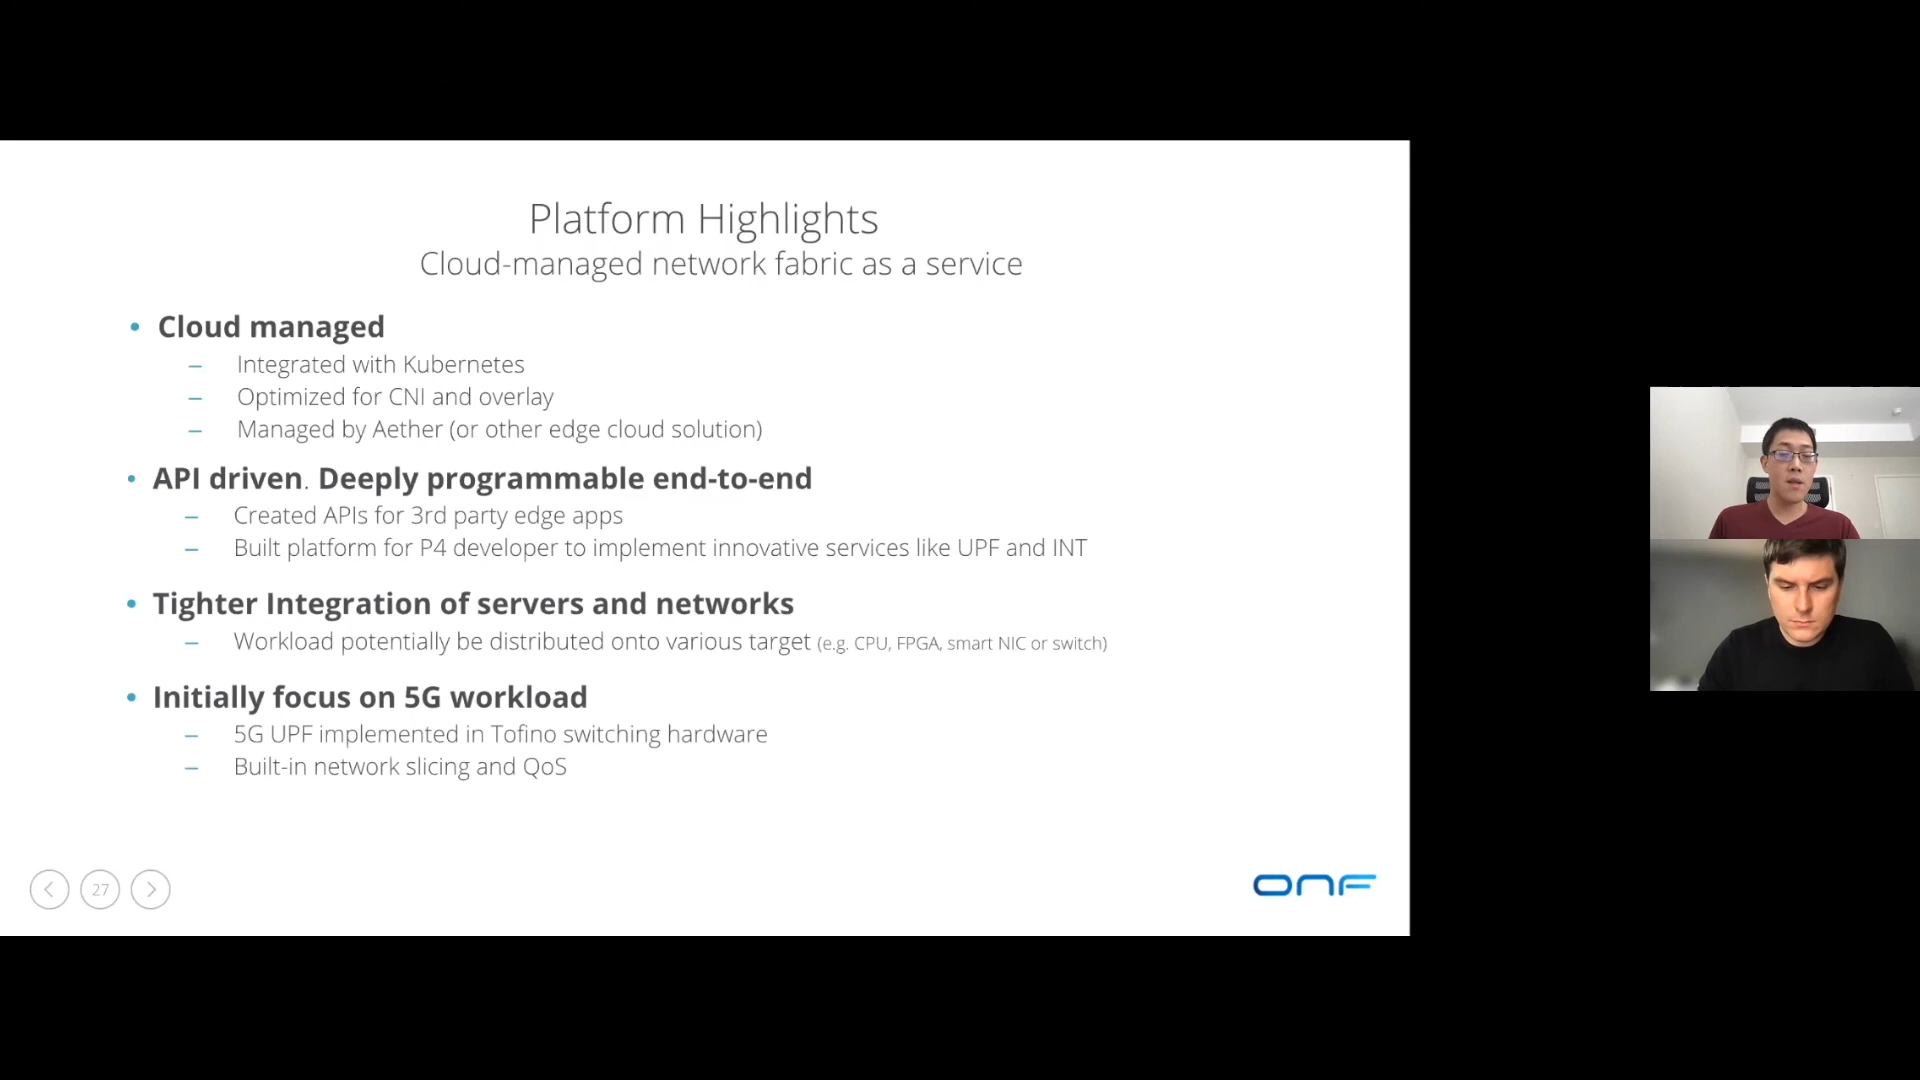 Platform Highlights
Cloud-managed network fabric as a service
• Cloud managed
– Integrated with Kubernetes
– Optimized for CNI and overlay
– Managed by Aether (or other edge cloud solution)
• API driven. Deeply programmable end-to-end
– Created APIs for 3rd party edge apps
– Built platform for P4 developer to implement innovative services like UPF and INT
• Tighter Integration of servers and networks
– Workload potentially be distributed onto various target (e.g. CPU, FPGA, smart NIC or switch)
• Initially focus on 5G workload
– 5G UPF implemented in Tofino switching hardware
– Built-in network slicing and QoS
27
ONF